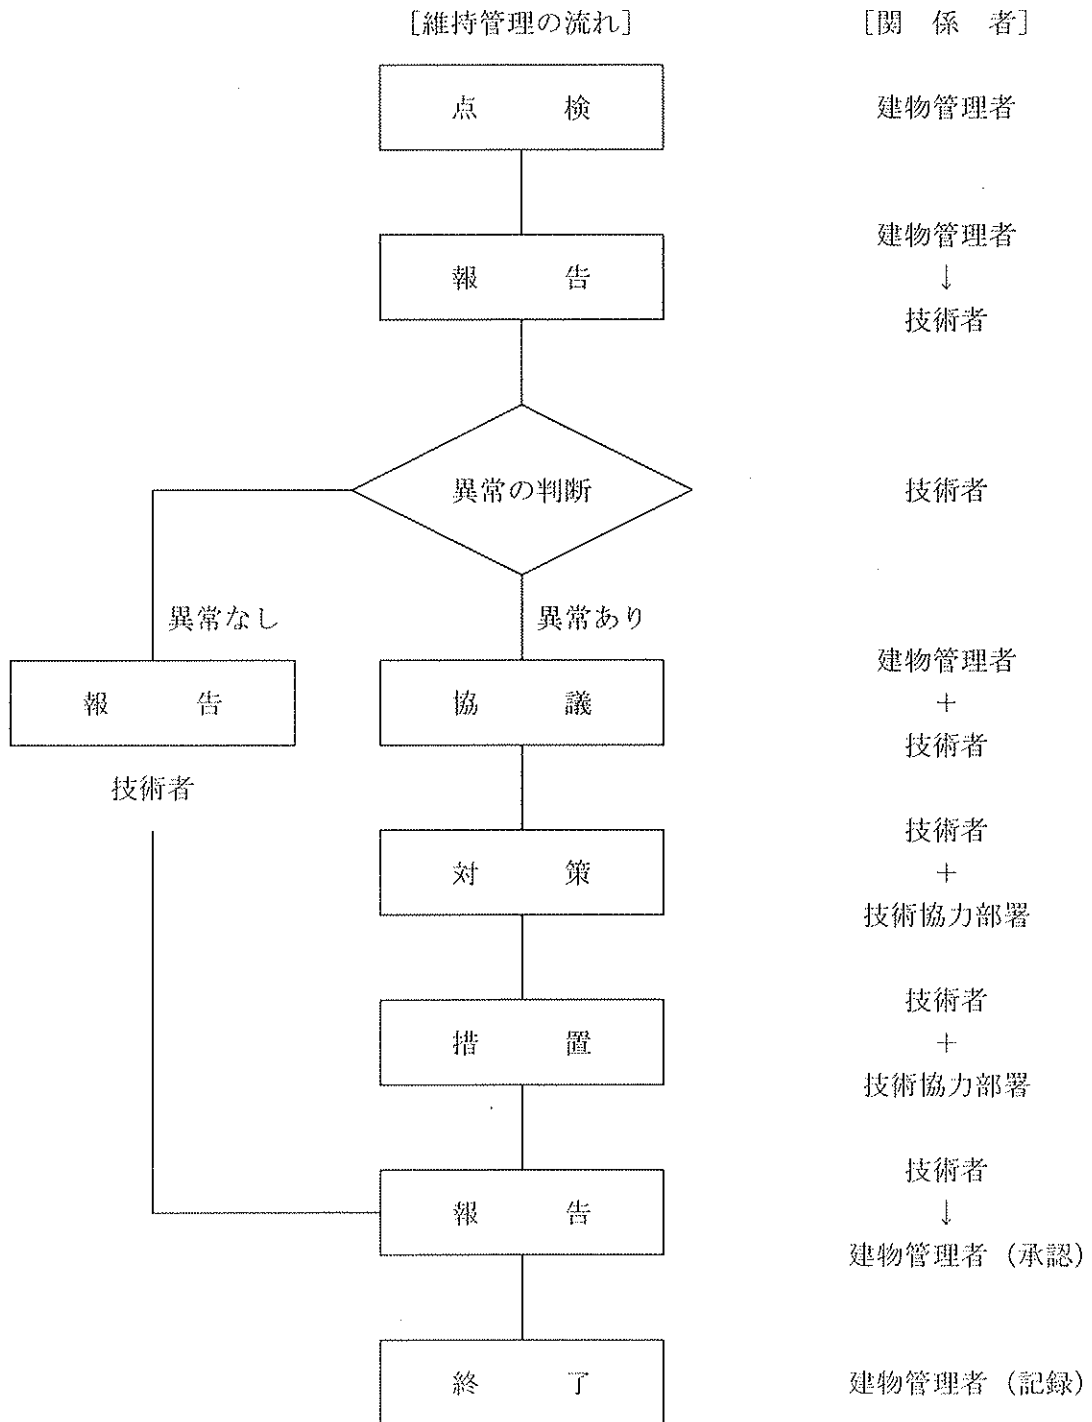 [維持管理の流れ] [関 係 者]
点 検 建物管理者
建物管理者
報 告 ↓
技術者
異常の判断 技術者
異常なし 異常あり
建物管理者
報 告 協 議 +
技術者
技術者
技術者
対 策 +
技術協力部署
技術者
措 置 +
技術協力部署
技術者
報 告 ↓
建物管理者 (承認)
終 了 建物管理者 (記録)